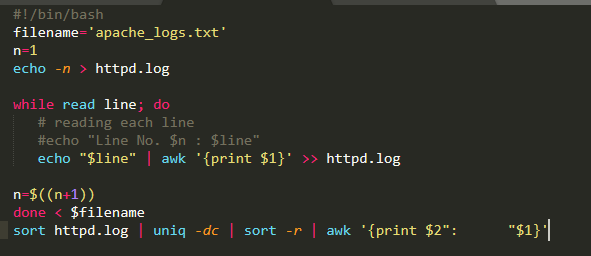 #!/bin/bash
filename='apache_logs.txt'
n=1
echo -n > httpd.log
while read line; do
# reading each line
#echo "Line No. $n : $line"
echo "$line" | awk '{print $1}' >> httpd.log
n=$((n+1))
done < $filename
sort httpd.log | uniq -dc | sort -r | awk '{print $2":      "$1}'